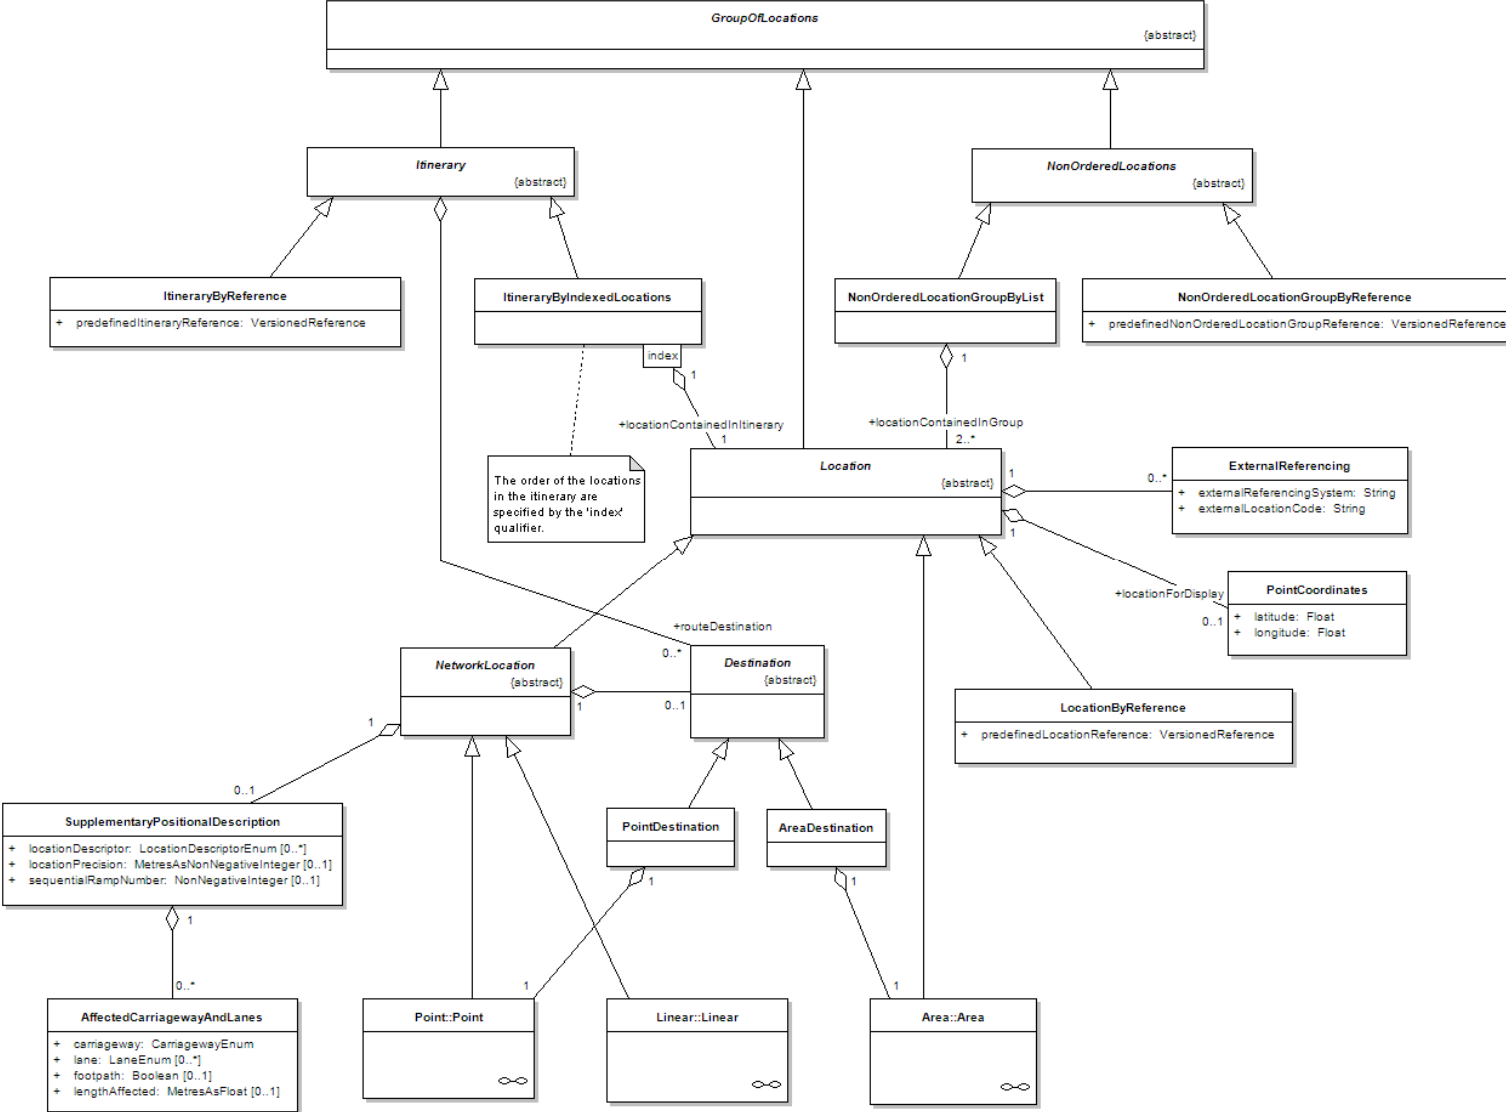 GroupOfLocations
{abstract}
Itinerary
{abstract}
NonOrderedLocations
{abstract}
ItineraryByReference
+ predefinedItineraryReference: VersionedReference
ItineraryByIndexedLocations
index
1
NonOrderedLocationGroupByList
1
NonOrderedLocationGroupByReference
+ predefinedNonOrderedLocationGroupReference: VersionedReference
+locationContainedInItinerary
1
+locationContainedInGroup
2..*
The order of the locations
in the itinerary are
specified by the 'index'
qualifier.
Location
{abstract}
1
0..*
1
ExternalReferencing
+ externalReferencingSystem: String
+ externalLocationCode: String
+locationForDisplay
0..1
PointCoordinates
+ latitude: Float
+ longitude: Float
+routeDestination
0..*
NetworkLocation
{abstract}
1
0..1
1
Destination
{abstract}
LocationByReference
+ predefinedLocationReference: VersionedReference
0..1
SupplementaryPositionalDescription
+ locationDescriptor: LocationDescriptorEnum [0..*]
+ locationPrecision: MetresAsNonNegativeInteger [0..1]
+ sequentialRampNumber: NonNegativeInteger [0..1]
1
PointDestination
1
AreaDestination
1
0..*
1
1
AffectedCarriagewayAndLanes
+ carriageway: CarriagewayEnum
+ lane: LaneEnum [0..*]
+ footpath: Boolean [0..1]
+ lengthAffected: MetresAsFloat [0..1]
Point::Point
Linear::Linear
Area::Area